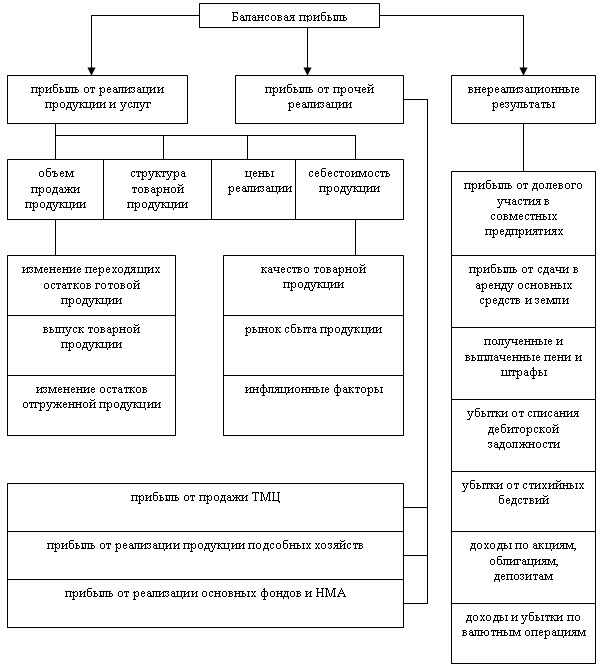 Балансовая прибыль
прибыль от реализации
продукции и услуг
прибыль от прочей
реализации
внереализационные
результаты
объем
продажи
продукции
структура
товарной
продукции
цены
реализации
себестоимость
продукции
изменение переходящих
остатков готовой
продукции
выпуск товарной
продукции
изменение остатков
отгруженной продукции
качество товарной
продукции
рынок сбыта продукции
инфляционные факторы
прибыль от продажи ТМЦ
прибыль от реализации продукции подсобных хозяйств
прибыль от реализации основных фондов и НМА
прибыль от долевого
участия в
совместных
предприятиях
прибыль от сдачи в
аренду основных
средств и земли
полученные и
выплаченные пени и
штрафы
убытки от списания
дебиторской
задолжности
убытки от стихийных
бедствий
доходы по акциям,
облигациям,
депозитам
доходы и убытки по
валютным операциям